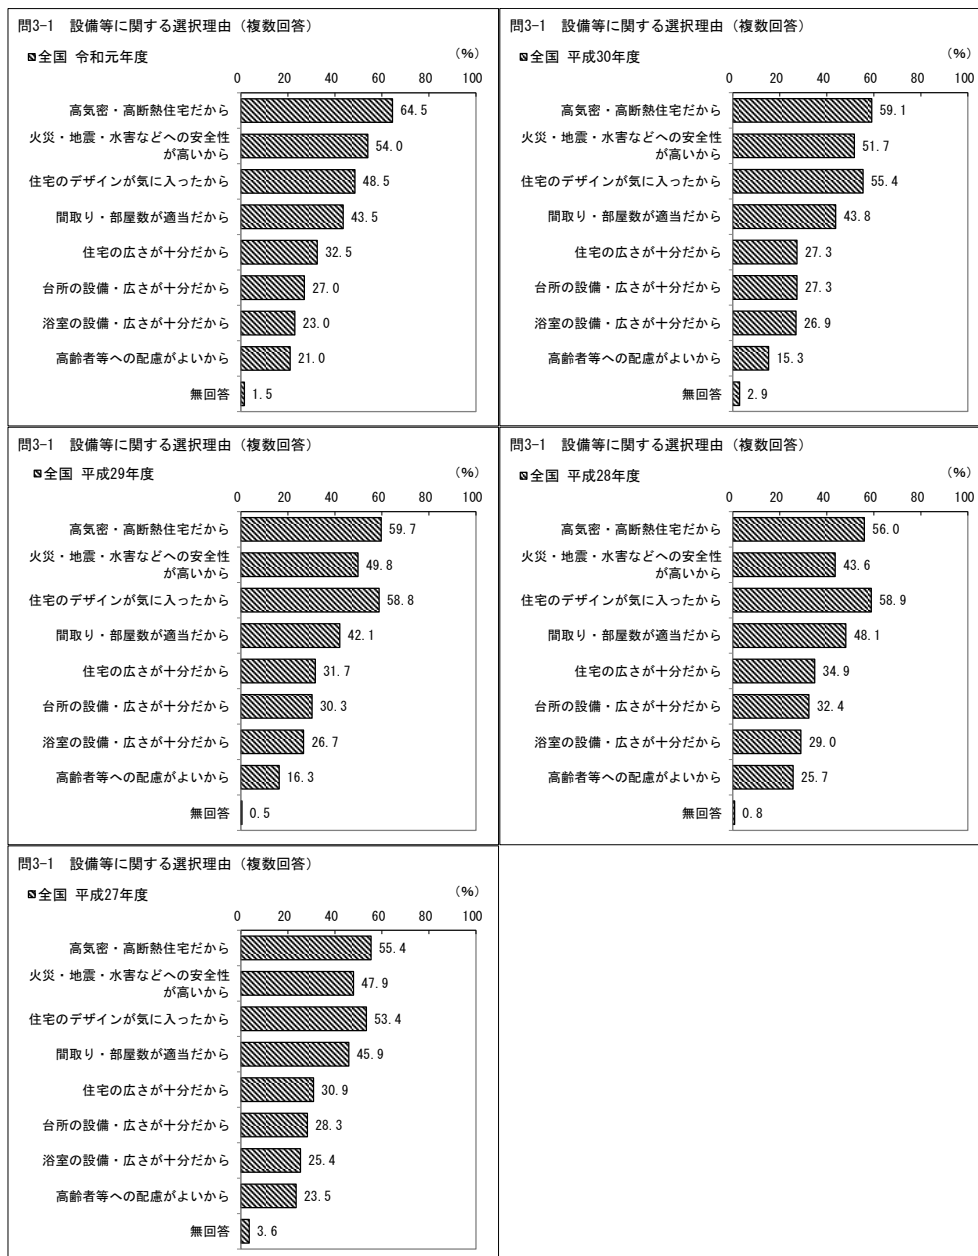 問3-1 設備等に関する選択理由（複数回答）
全国 令和元年度
(%)
0 20 40 60 80 100
高気密・高断熱住宅だから 64.5
火災・地震・水害などへの安全性
が高いから 54.0
住宅のデザインが気に入ったから 48.5
間取り・部屋数が適当だから 43.5
住宅の広さが十分だから 32.5
台所の設備・広さが十分だから 27.0
浴室の設備・広さが十分だから 23.0
高齢者等への配慮がよいから 21.0
無回答 1.5
問3-1 設備等に関する選択理由（複数回答）
全国 平成30年度
(%)
0 20 40 60 80 100
高気密・高断熱住宅だから 59.1
火災・地震・水害などへの安全性
が高いから 51.7
住宅のデザインが気に入ったから 55.4
間取り・部屋数が適当だから 43.8
住宅の広さが十分だから 27.3
台所の設備・広さが十分だから 27.3
浴室の設備・広さが十分だから 26.9
高齢者等への配慮がよいから 15.3
無回答 2.9
問3-1 設備等に関する選択理由（複数回答）
全国 平成29年度
(%)
0 20 40 60 80 100
高気密・高断熱住宅だから 59.7
火災・地震・水害などへの安全性
が高いから 49.8
住宅のデザインが気に入ったから 58.8
間取り・部屋数が適当だから 42.1
住宅の広さが十分だから 31.7
台所の設備・広さが十分だから 30.3
浴室の設備・広さが十分だから 26.7
高齢者等への配慮がよいから 16.3
無回答 0.5
問3-1 設備等に関する選択理由（複数回答）
全国 平成28年度
(%)
0 20 40 60 80 100
高気密・高断熱住宅だから 56.0
火災・地震・水害などへの安全性
が高いから 43.6
住宅のデザインが気に入ったから 58.9
間取り・部屋数が適当だから 48.1
住宅の広さが十分だから 34.9
台所の設備・広さが十分だから 32.4
浴室の設備・広さが十分だから 29.0
高齢者等への配慮がよいから 25.7
無回答 0.8
問3-1 設備等に関する選択理由（複数回答）
全国 平成27年度
(%)
0 20 40 60 80 100
高気密・高断熱住宅だから 55.4
火災・地震・水害などへの安全性
が高いから 47.9
住宅のデザインが気に入ったから 53.4
間取り・部屋数が適当だから 45.9
住宅の広さが十分だから 30.9
台所の設備・広さが十分だから 28.3
浴室の設備・広さが十分だから 25.4
高齢者等への配慮がよいから 23.5
無回答 3.6